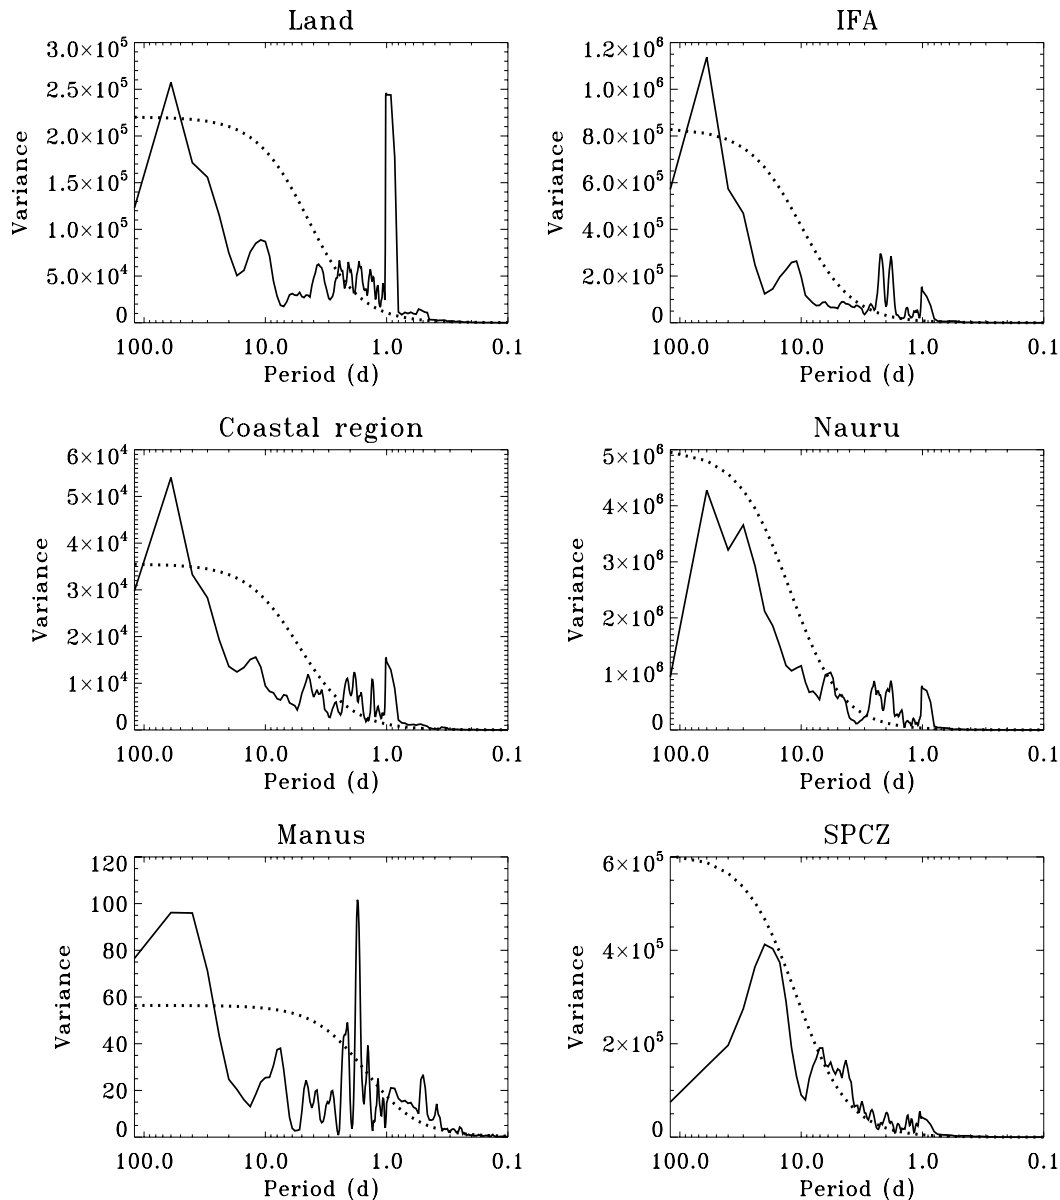 Land
3.0×10⁵
2.5×10⁵
2.0×10⁵
1.5×10⁵
1.0×10⁵
5.0×10⁴
0
Variance
100.0 10.0 1.0 0.1
Period (d)
IFA
1.2×10⁶
1.0×10⁶
8.0×10⁵
6.0×10⁵
4.0×10⁵
2.0×10⁵
0
Variance
100.0 10.0 1.0 0.1
Period (d)
Coastal region
6×10⁴
5×10⁴
4×10⁴
3×10⁴
2×10⁴
1×10⁴
0
Variance
100.0 10.0 1.0 0.1
Period (d)
Nauru
5×10⁶
4×10⁶
3×10⁶
2×10⁶
1×10⁶
0
Variance
100.0 10.0 1.0 0.1
Period (d)
Manus
120
100
80
60
40
20
0
Variance
100.0 10.0 1.0 0.1
Period (d)
SPCZ
6×10⁵
4×10⁵
2×10⁵
0
Variance
100.0 10.0 1.0 0.1
Period (d)